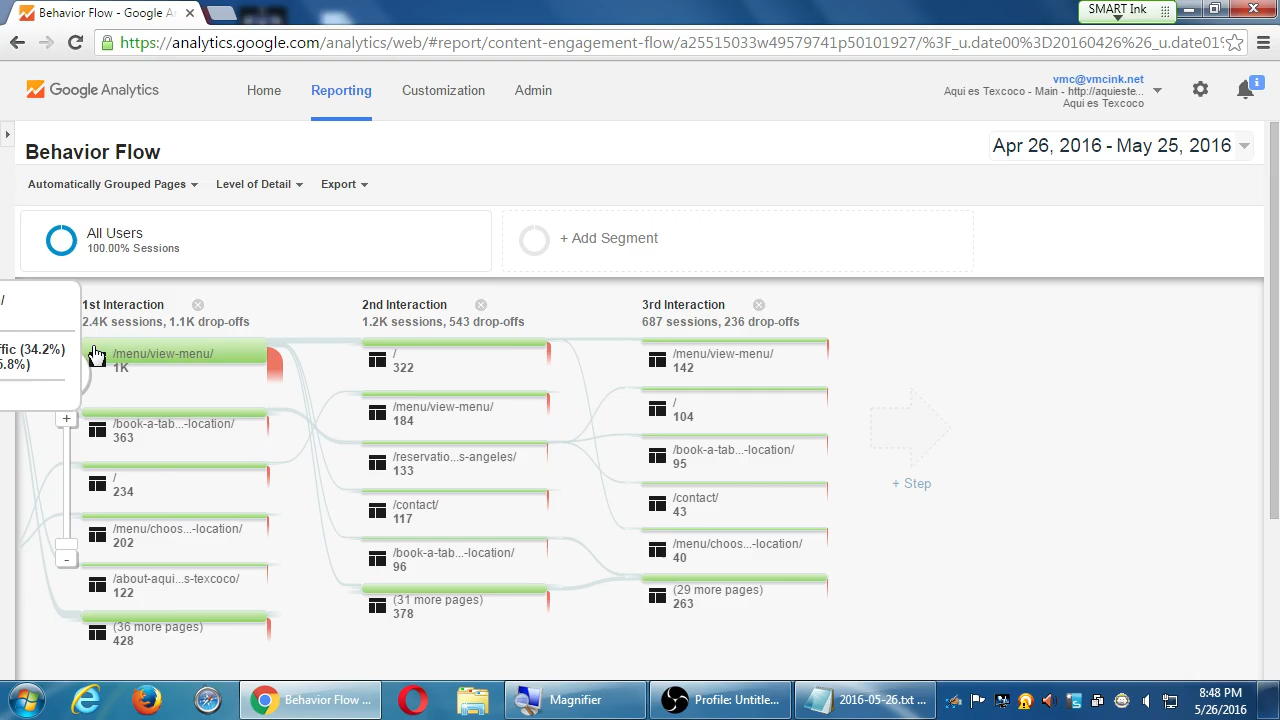 Behavior Flow - Google A
SMART Ink
https://analytics.google.com/analytics/web/#report/content-engagement-flow/a25515033w49579741p50101927/%3F_u.date00%3D20160426%26_u.date01%
Google Analytics
Home
Reporting
Customization
Admin
vmc@vmcink.net
Aqui es Texcoco - Main - http://aquieste...
Aqui es Texcoco
Behavior Flow
Apr 26, 2016 - May 25, 2016
Automatically Grouped Pages
Level of Detail
Export
All Users
100.00% Sessions
+ Add Segment
/
ffic (34.2%)
5.8%)
+
-
1st Interaction
2.4K sessions, 1.1K drop-offs
/menu/view-menu/
1K
/book-a-tab...-location/
363
/
234
/menu/choos...-location/
202
/about-aqui...s-texcoco/
122
(36 more pages)
428
2nd Interaction
1.2K sessions, 543 drop-offs
/
322
/menu/view-menu/
184
/reservatio...s-angeles/
133
/contact/
117
/book-a-tab...-location/
96
(31 more pages)
378
3rd Interaction
687 sessions, 236 drop-offs
/menu/view-menu/
142
/
104
/book-a-tab...-location/
95
/contact/
43
/menu/choos...-location/
40
(29 more pages)
263
+ Step
Behavior Flow ...
Magnifier
Profile: Untitle...
2016-05-26.txt ...
8:48 PM
5/26/2016